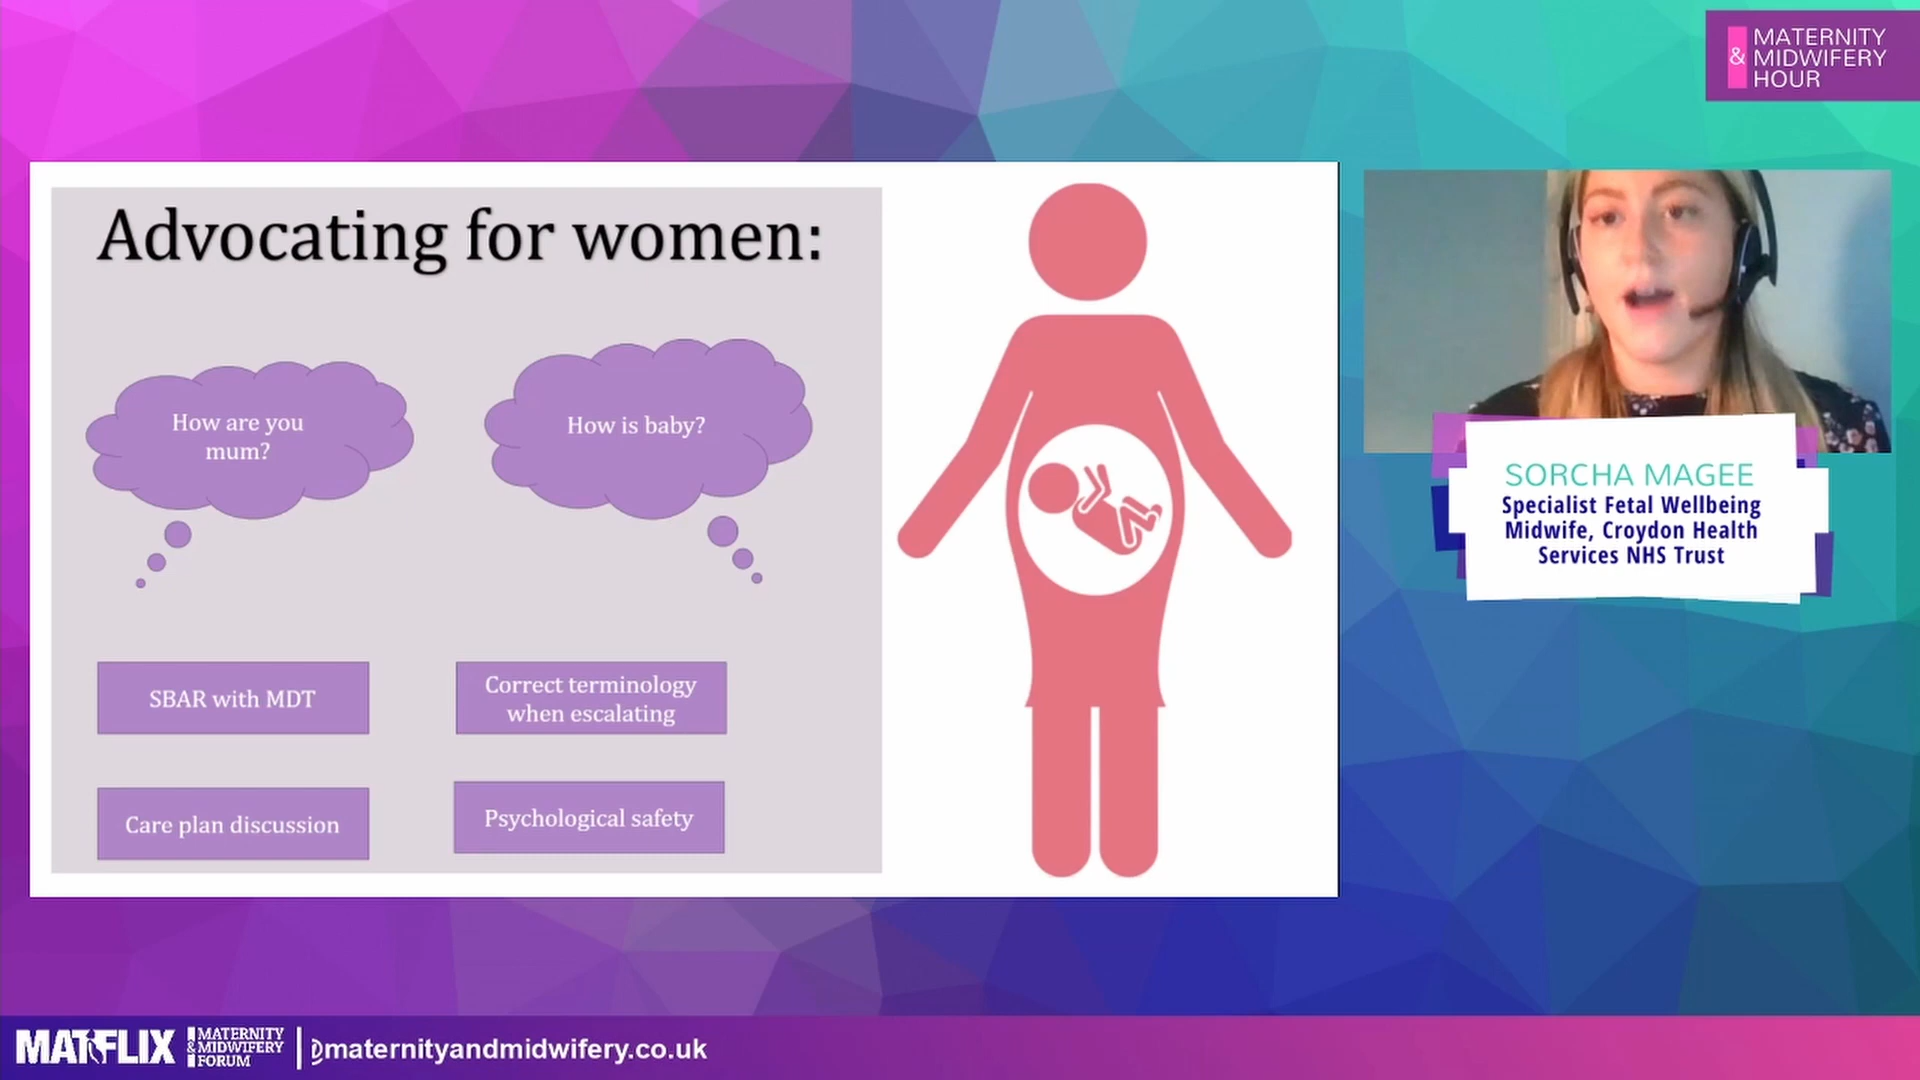 MATERNITY
& MIDWIFERY
HOUR
Advocating for women:
How are you
mum?
How is baby?
SBAR with MDT
Correct terminology
when escalating
Care plan discussion
Psychological safety
SORCHA MAGEE
Specialist Fetal Wellbeing
Midwife, Croydon Health
Services NHS Trust
MATFLIX
MATERNITY
& MIDWIFERY
FORUM
@maternityandmidwifery.co.uk